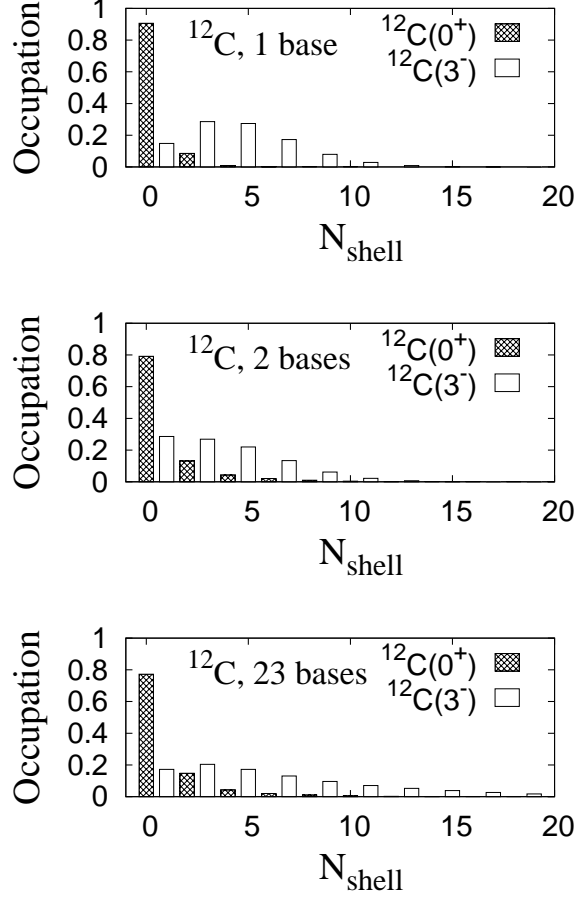 1
0.8
0.6
0.4
0.2
0
Occupation
¹²C, 1 base
¹²C(0⁺)
¹²C(3⁻)
0 5 10 15 20
N_shell
1
0.8
0.6
0.4
0.2
0
Occupation
¹²C, 2 bases
¹²C(0⁺)
¹²C(3⁻)
0 5 10 15 20
N_shell
1
0.8
0.6
0.4
0.2
0
Occupation
¹²C, 23 bases
¹²C(0⁺)
¹²C(3⁻)
0 5 10 15 20
N_shell